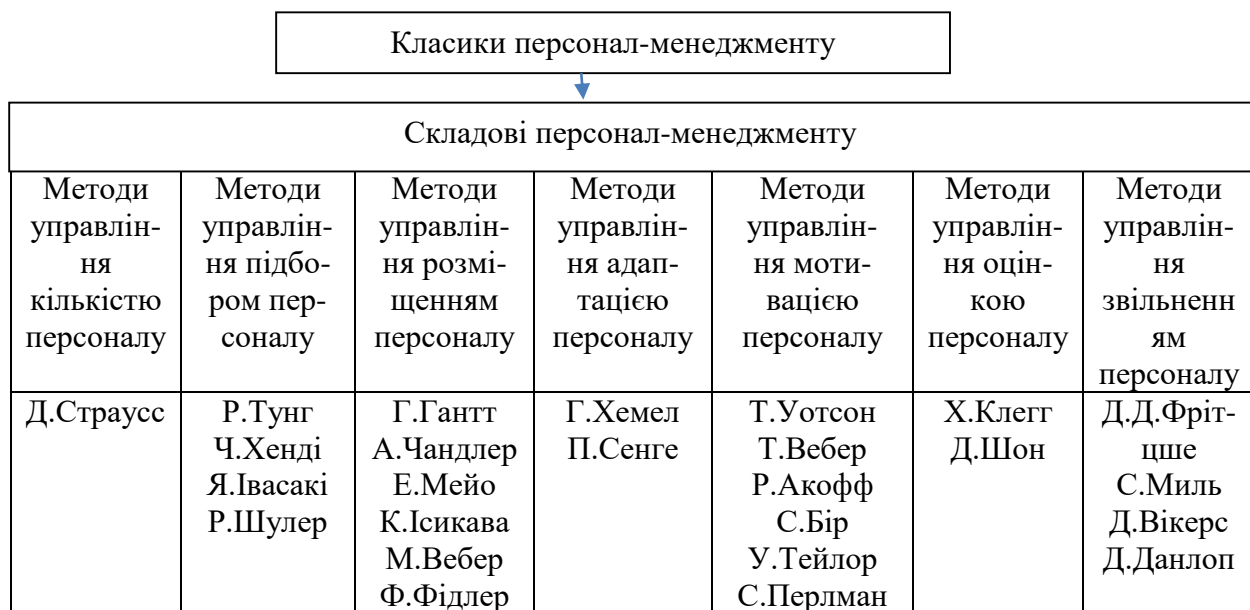 Класики персонал-менеджменту
Складові персонал-менеджменту
Методи
управлін-
ня
кількістю
персоналу
Методи
управлін-
ня підбо-
ром пер-
соналу
Методи
управлін-
ня розмі-
щенням
персоналу
Методи
управлін-
ня адап-
тацією
персоналу
Методи
управлін-
ня моти-
вацією
персоналу
Методи
управлін-
ня оцін-
кою
персоналу
Методи
управлін-
ня
звільненн
ям
персоналу
Д.Страусс
Р.Тунг
Ч.Хенді
Я.Івасакі
Р.Шулер
Г.Гантт
А.Чандлер
Е.Мейо
К.Ісикава
М.Вебер
Ф.Фідлер
Г.Хемел
П.Сенге
Т.Уотсон
Т.Вебер
Р.Акофф
С.Бір
У.Тейлор
С.Перлман
Х.Клегг
Д.Шон
Д.Д.Фріт-
цше
С.Миль
Д.Вікерс
Д.Данлоп